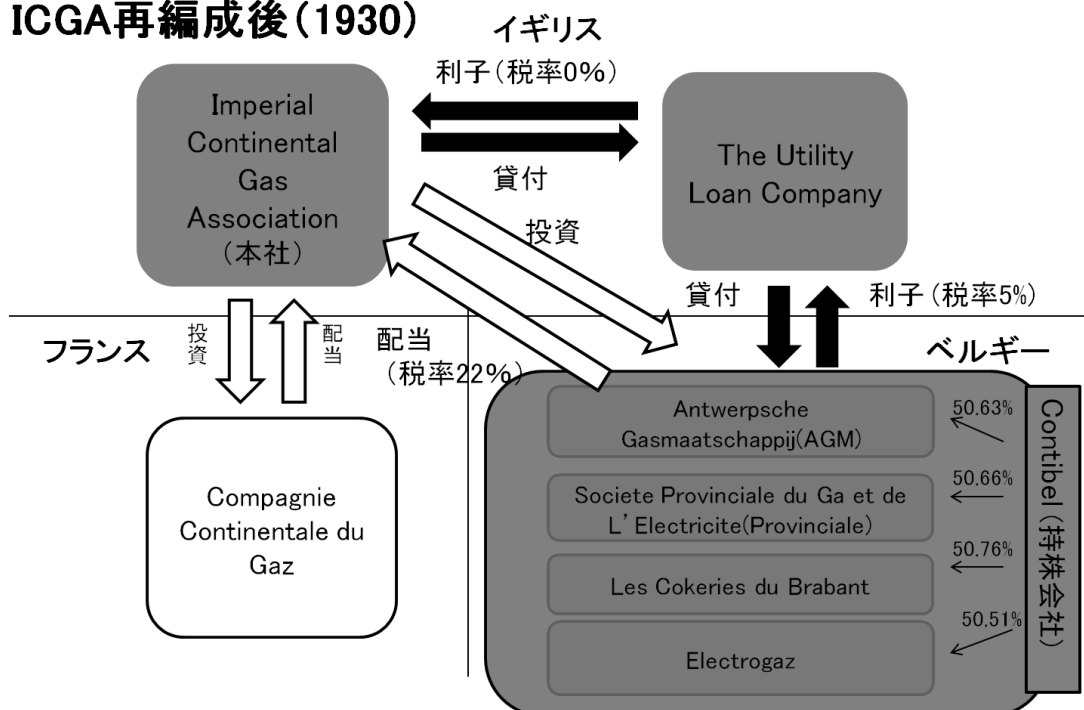 ICGA再編成後(1930)
イギリス
利子(税率0%)
Imperial
Continental
Gas
Association
(本社)
The Utility
Loan Company
貸付
投資
貸付
利子(税率5%)
フランス
投資
配当
配当
(税率22%)
ベルギー
Compagnie
Continentale du
Gaz
Antwerpsche
Gasmaatschappij(AGM)
50.63%
Societe Provinciale du Ga et de
L'Electricite(Provinciale)
50.66%
Les Cokeries du Brabant
50.76%
Electrogaz
50.51%
Contibel(持株会社)